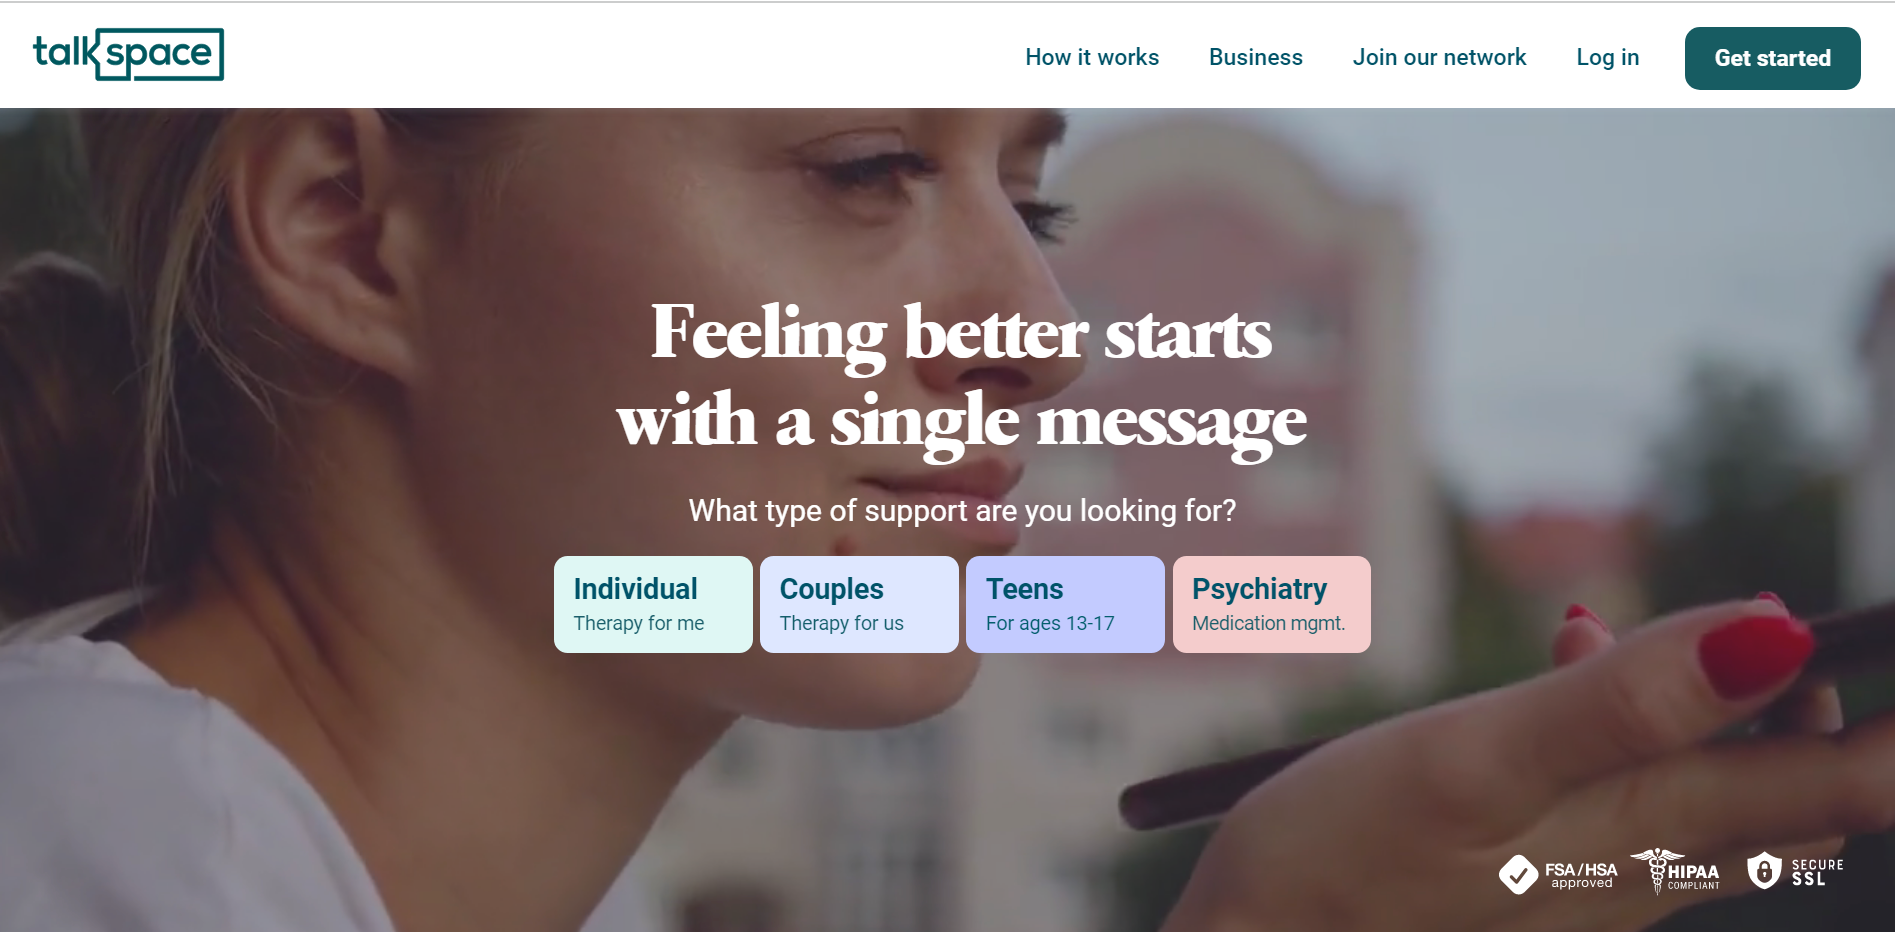 talkspace
How it works
Business
Join our network
Log in
Get started
Feeling better starts
with a single message
What type of support are you looking for?
Individual
Therapy for me
Couples
Therapy for us
Teens
For ages 13-17
Psychiatry
Medication mgmt.
FSA/HSA
approved
HIPAA
COMPLIANT
SECURE
SSL